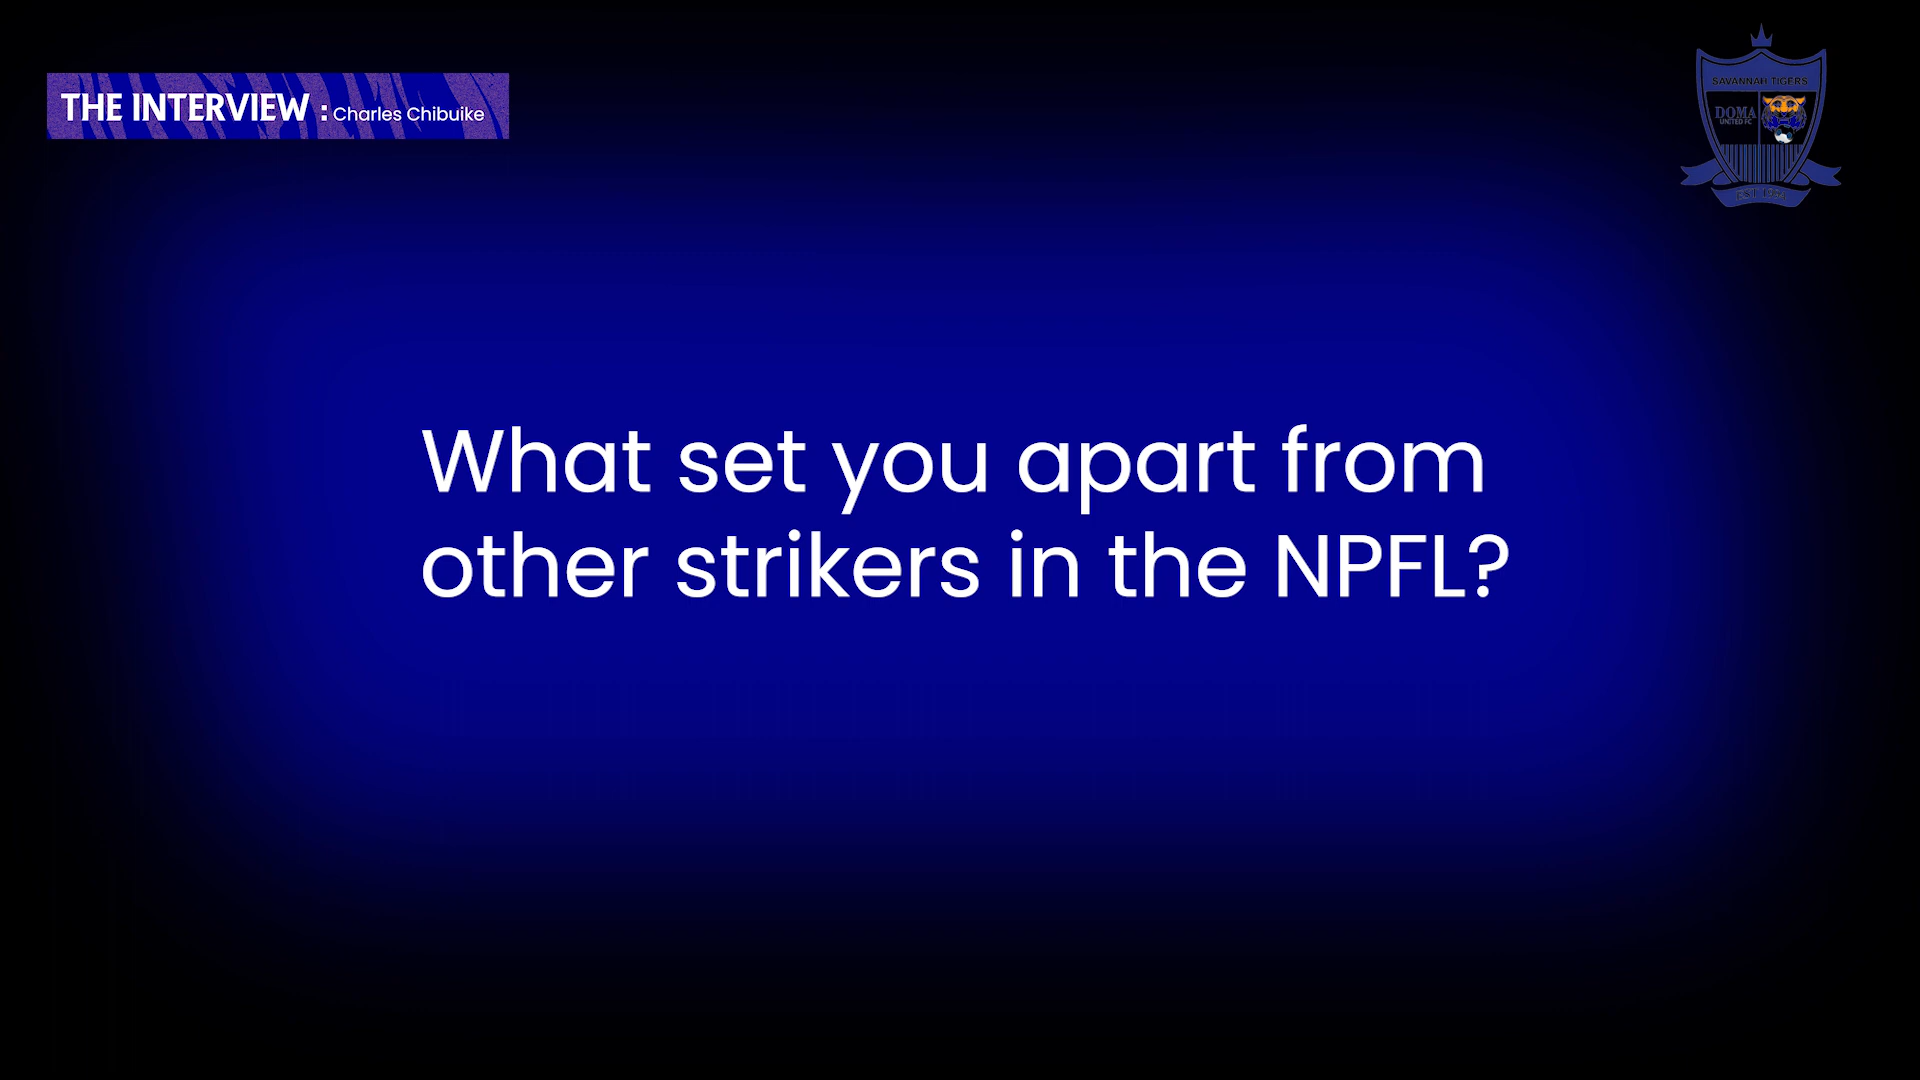 THE INTERVIEW : Charles Chibuike
SAVANNAH TIGERS
DOMA
UNITED FC
What set you apart from
other strikers in the NPFL?